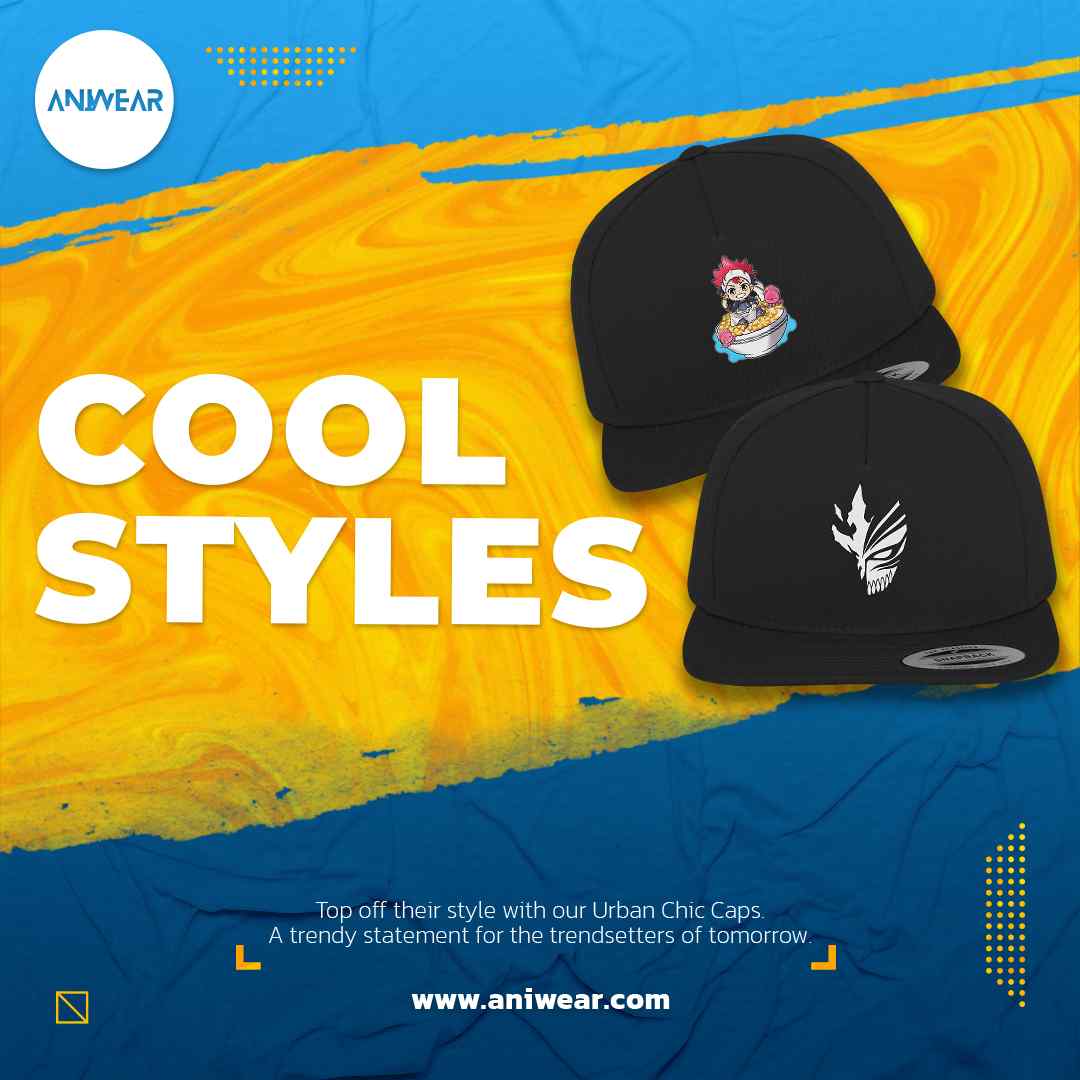 ANIWEAR
COOL
STYLES
SNAPBACK
Top off their style with our Urban Chic Caps.
A trendy statement for the trendsetters of tomorrow.
www.aniwear.com